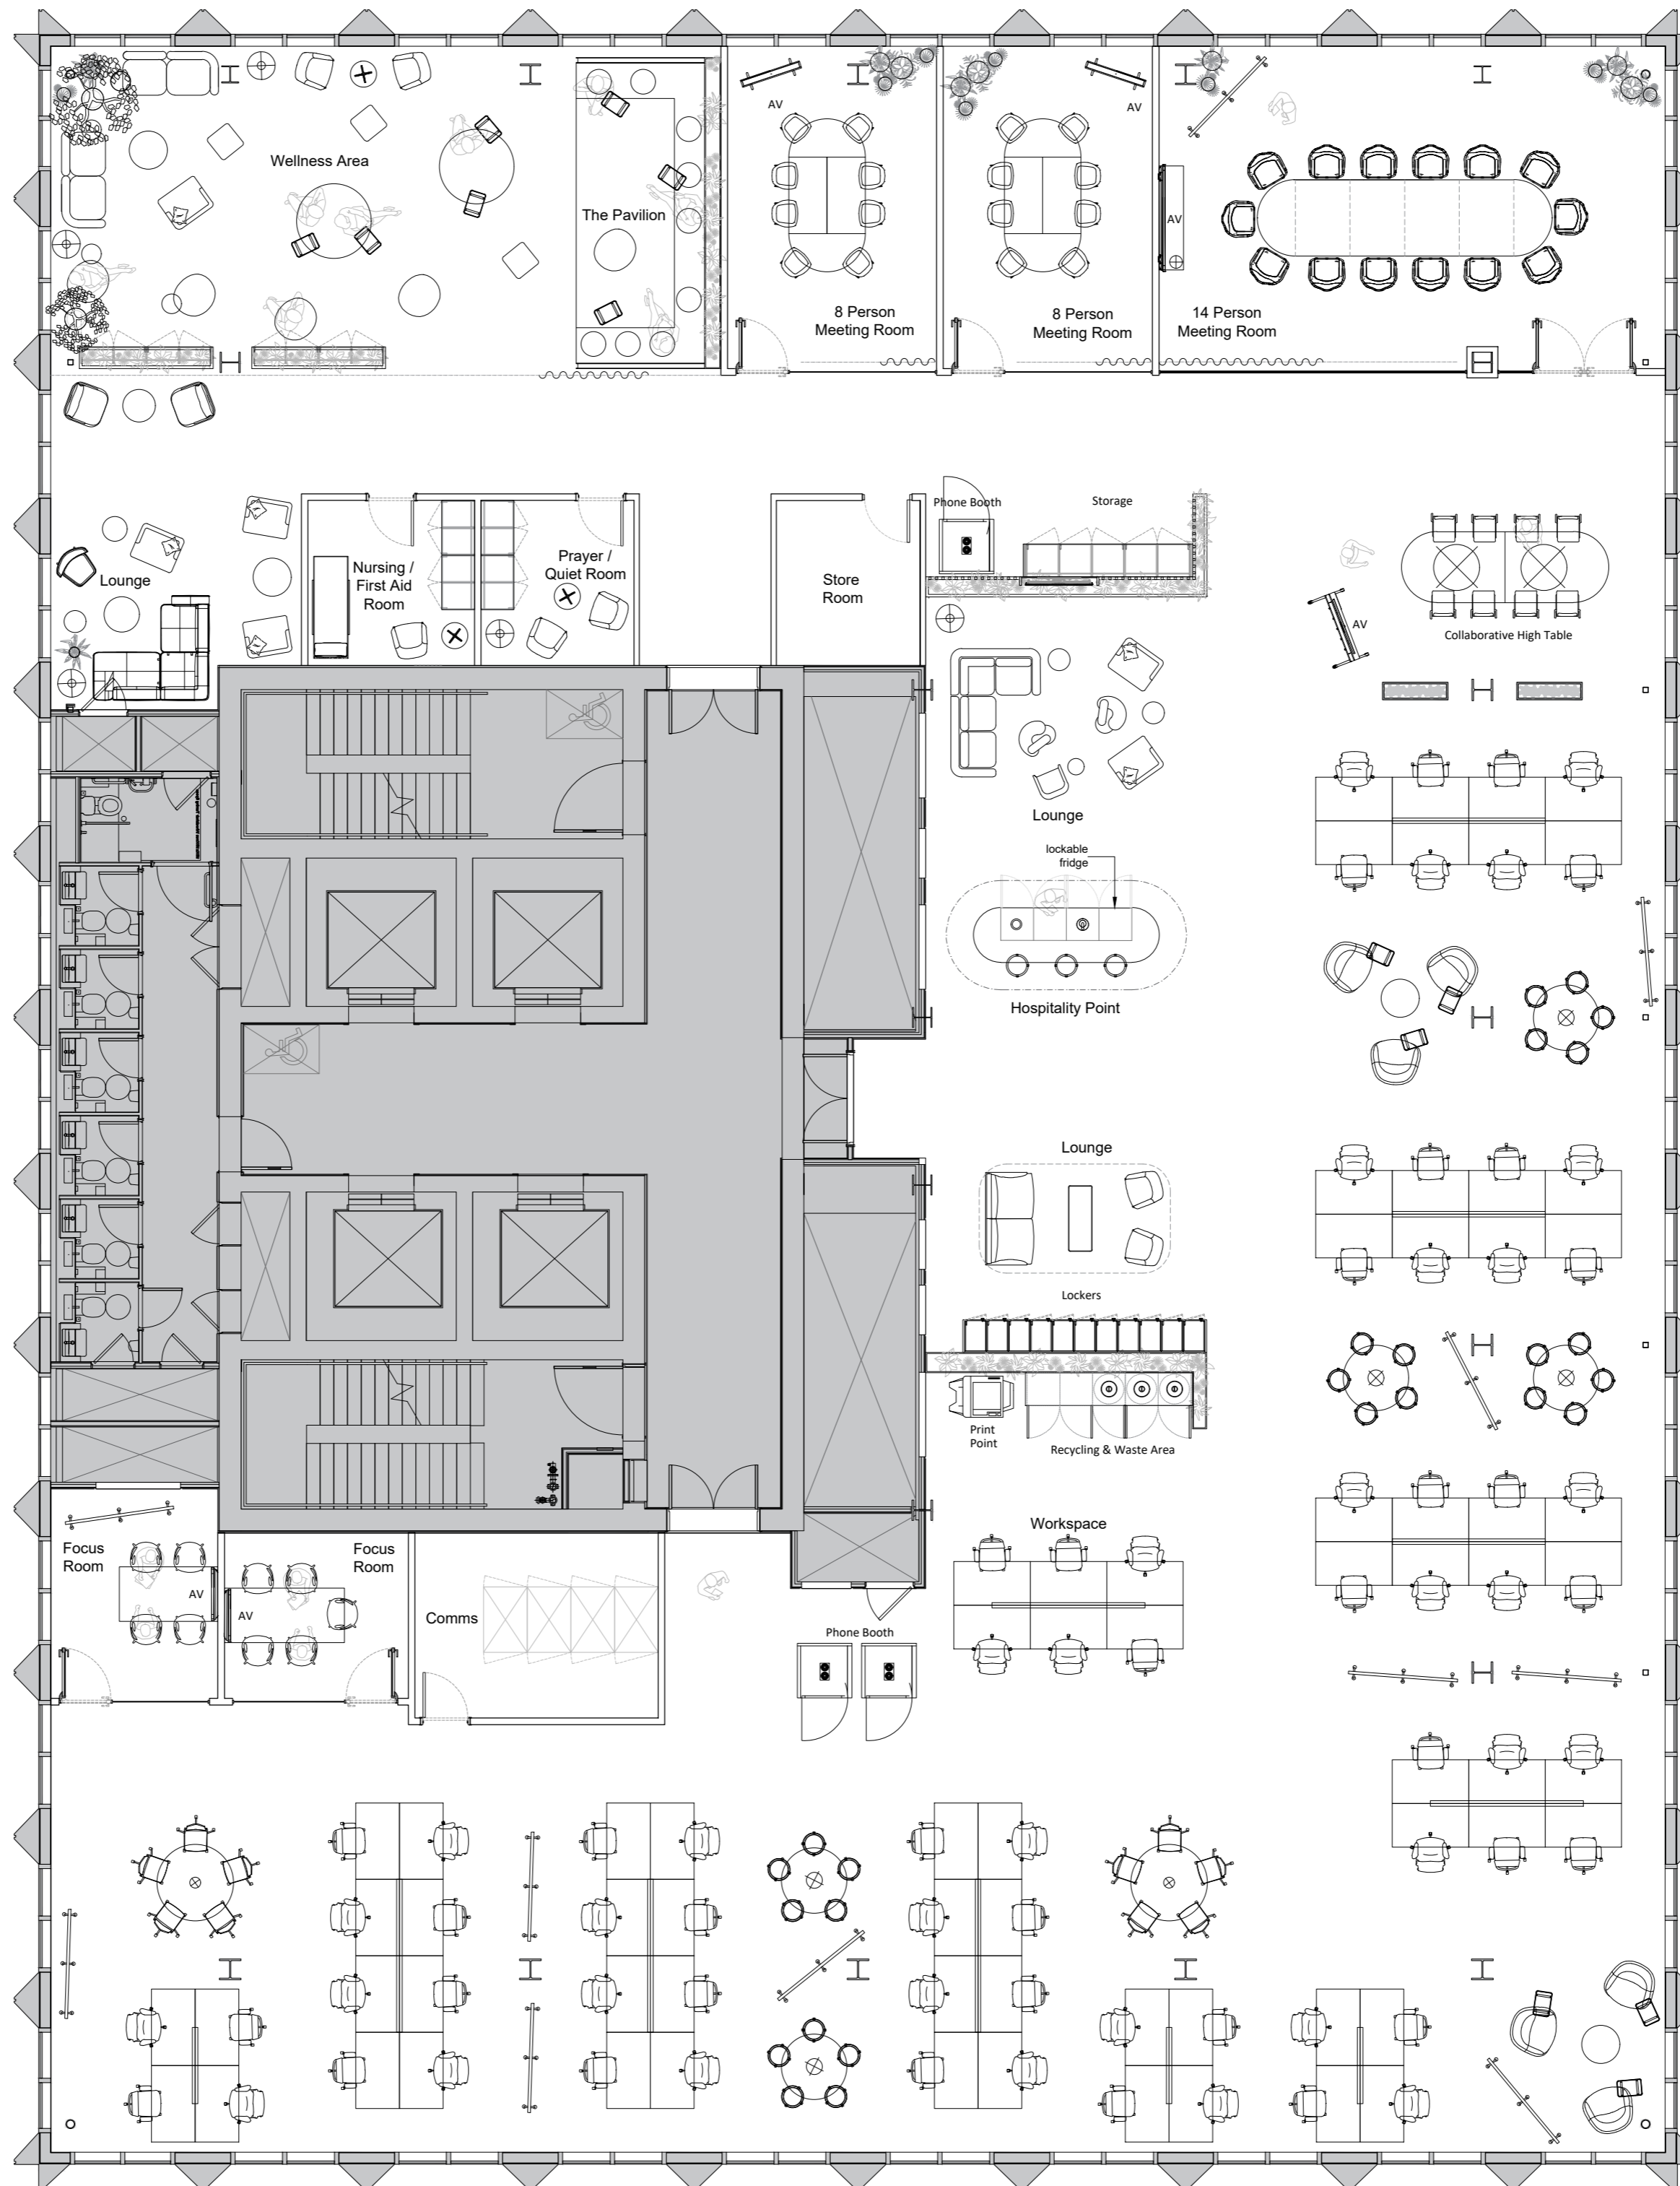 Wellness Area
The Pavilion
AV
8 Person
Meeting Room
AV
8 Person
Meeting Room
AV
14 Person
Meeting Room
Phone Booth
Storage
Lounge
Nursing /
First Aid
Room
Prayer /
Quiet Room
Store
Room
AV
Collaborative High Table
Lounge
lockable
fridge
Hospitality Point
Lounge
Lockers
Print
Point
Recycling & Waste Area
Workspace
Focus
Room
AV
Focus
Room
AV
Comms
Phone Booth